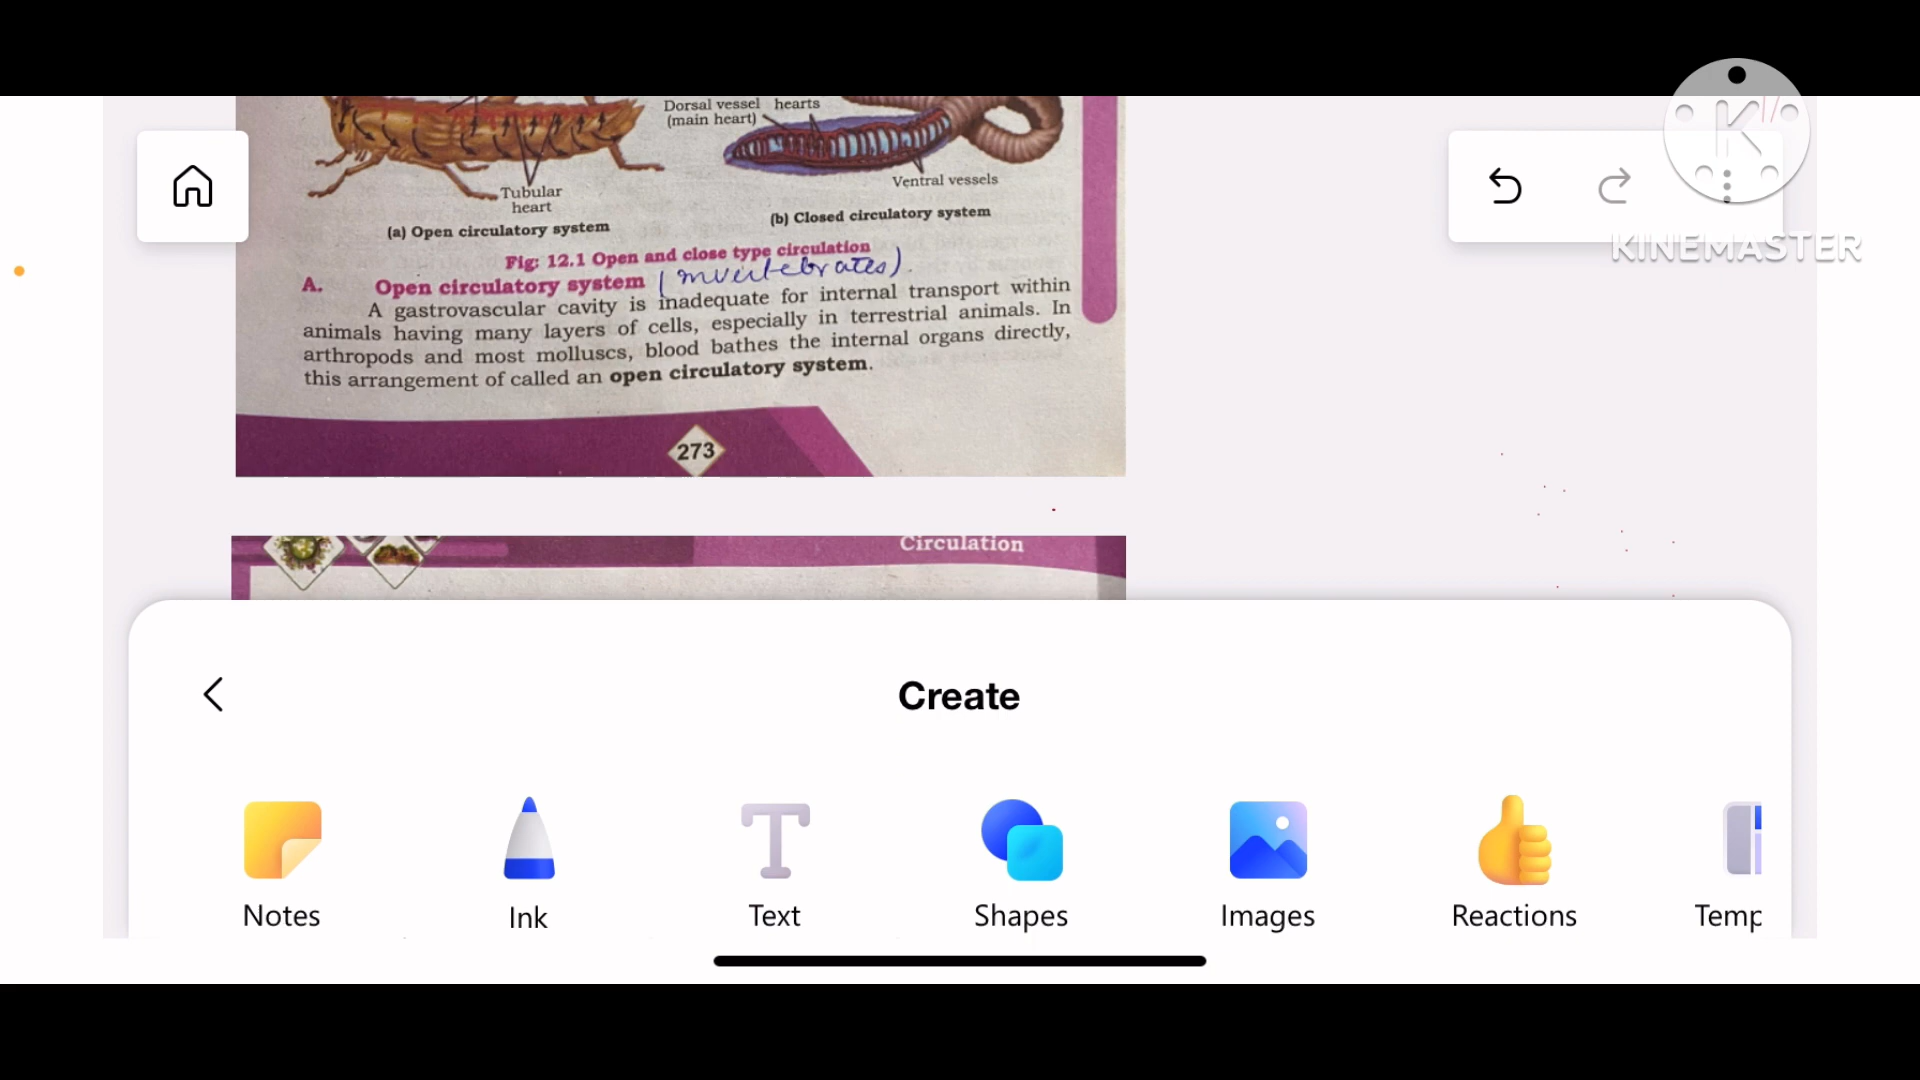 Dorsal vessel hearts
(main heart)
Tubular
heart
Ventral vessels
(a) Open circulatory system
(b) Closed circulatory system
Fig: 12.1 Open and close type circulation
A. Open circulatory system (invertebrates).
A gastrovascular cavity is inadequate for internal transport within
animals having many layers of cells, especially in terrestrial animals. In
arthropods and most molluscs, blood bathes the internal organs directly,
this arrangement of called an open circulatory system.
273
Circulation
KINEMASTER
Create
Notes
Ink
Text
Shapes
Images
Reactions
Temp